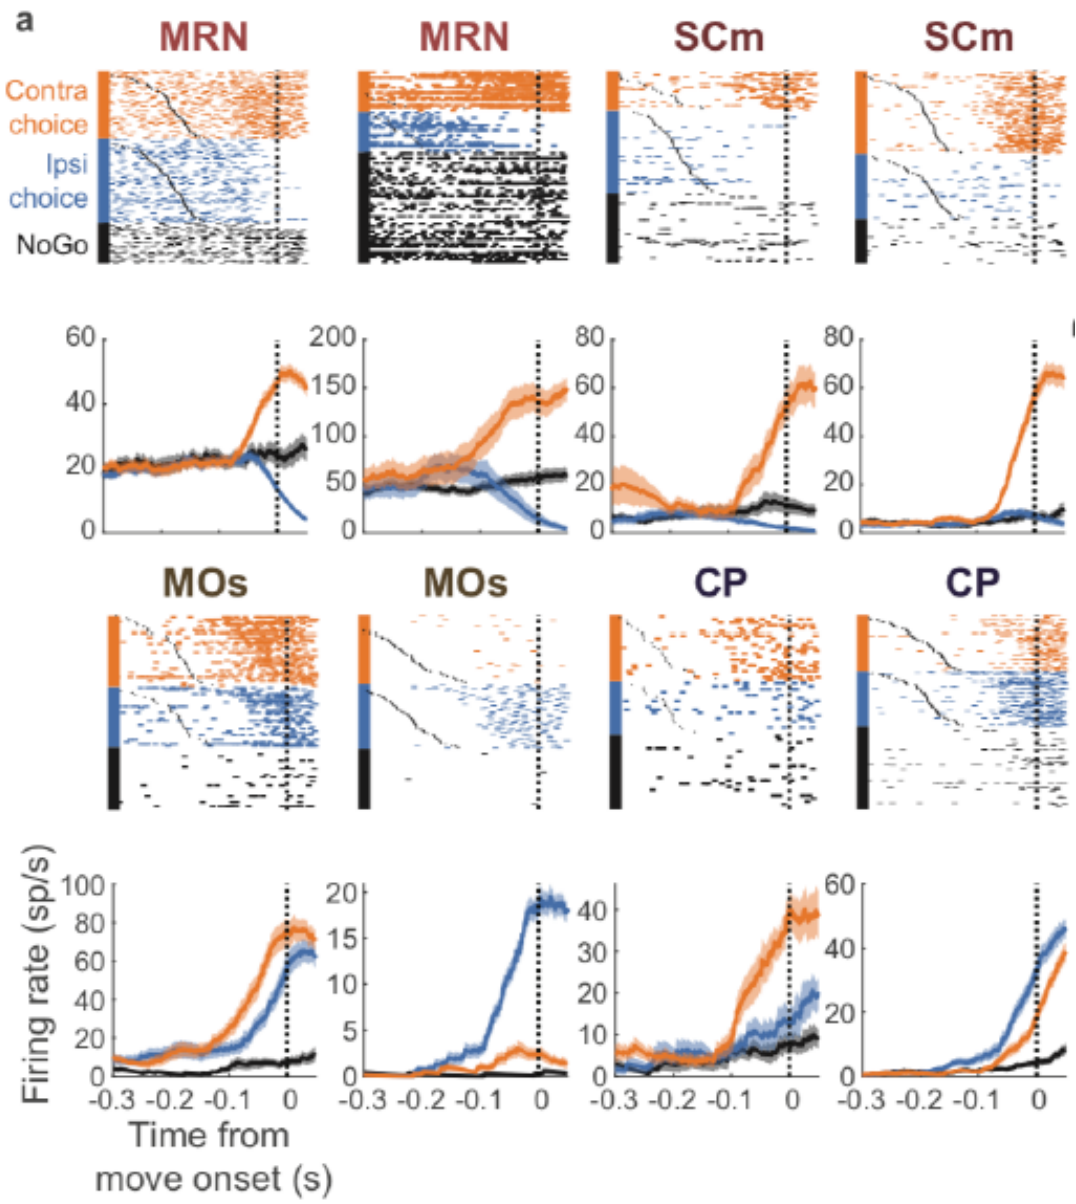 a
MRN MRN SCm SCm
Contra
choice
Ipsi
choice
NoGo
60 200 80 80
150
40 60 60
100 40 40
20
50 20 20
0 0 0 0
MOs MOs CP CP
Firing rate (sp/s)
100 20 60
80 40
15
60 30 40
10
40 20
20
20 5 10
0 0 0 0
-0.3 -0.2 -0.1 0 -0.3 -0.2 -0.1 0 -0.3 -0.2 -0.1 0 -0.3 -0.2 -0.1 0
Time from
move onset (s)